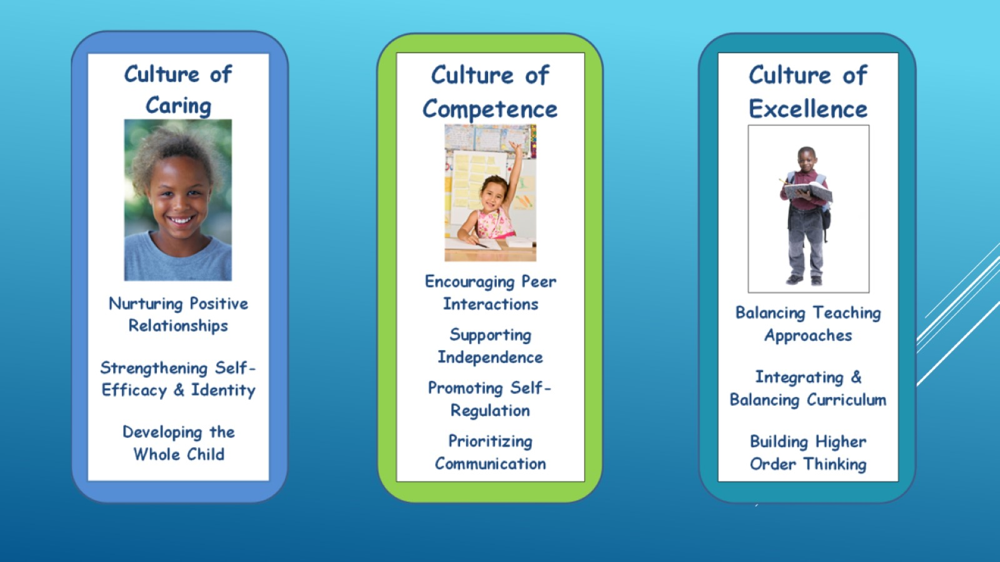 Culture of
Caring
Nurturing Positive
Relationships
Strengthening Self-
Efficacy & Identity
Developing the
Whole Child
Culture of
Competence
Encouraging Peer
Interactions
Supporting
Independence
Promoting Self-
Regulation
Prioritizing
Communication
Culture of
Excellence
Balancing Teaching
Approaches
Integrating &
Balancing Curriculum
Building Higher
Order Thinking